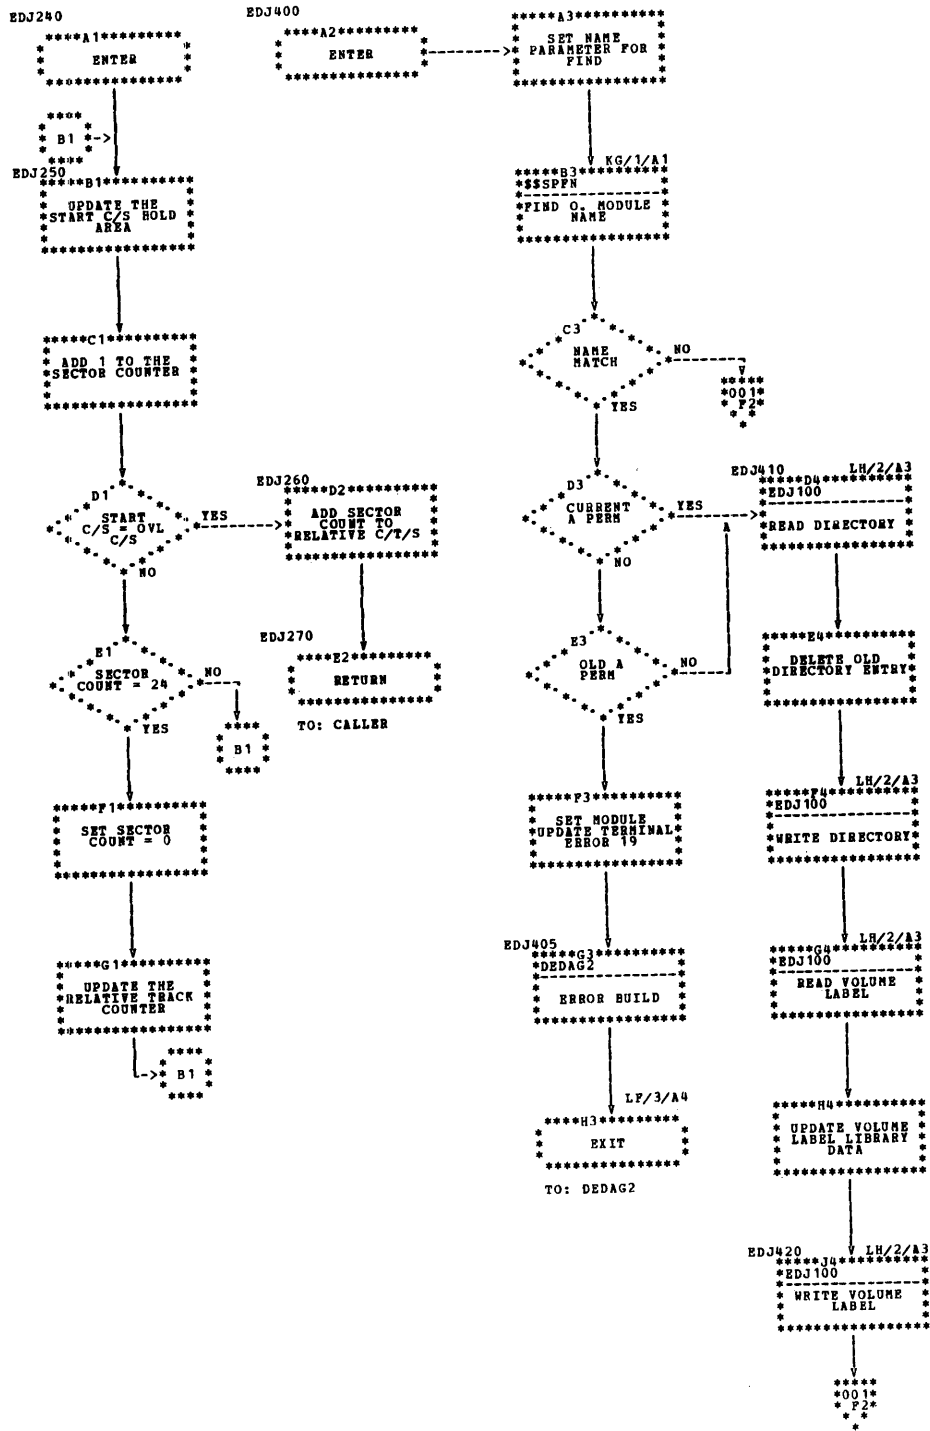 EDJ240
A1
ENTER
B1
EDJ250
B1
UPDATE THE
START C/S HOLD
AREA
C1
ADD 1 TO THE
SECTOR COUNTER
D1
START
C/S = OVL
C/S
YES
NO
EDJ260
D2
ADD SECTOR
COUNT TO
RELATIVE C/T/S
EDJ270
E2
RETURN
TO: CALLER
E1
SECTOR
COUNT = 24
NO
YES
B1
F1
SET SECTOR
COUNT = 0
G1
UPDATE THE
RELATIVE TRACK
COUNTER
B1
EDJ400
A2
ENTER
A3
SET NAME
PARAMETER FOR
FIND
KG/1/A1
B3
$$SPFN
FIND O. MODULE
NAME
C3
NAME
MATCH
NO
YES
001
F2
D3
CURRENT
A PERM
YES
NO
E3
OLD A
PERM
NO
YES
F3
SET MODULE
UPDATE TERMINAL
ERROR 19
EDJ405
G3
DEDAG2
ERROR BUILD
LF/3/A4
H3
EXIT
TO: DEDAG2
EDJ410
LH/2/A3
D4
EDJ100
READ DIRECTORY
E4
DELETE OLD
DIRECTORY ENTRY
LH/2/A3
F4
EDJ100
WRITE DIRECTORY
LH/2/A3
G4
EDJ100
READ VOLUME
LABEL
H4
UPDATE VOLUME
LABEL LIBRARY
DATA
EDJ420
LH/2/A3
J4
EDJ100
WRITE VOLUME
LABEL
001
F2